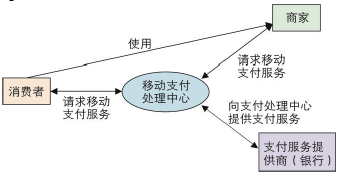 商家
使用
请求移动
支付服务
移动支付
处理中心
消费者
请求移动
支付服务
向支付处理中心
提供支付服务
支付服务提
供商（银行）